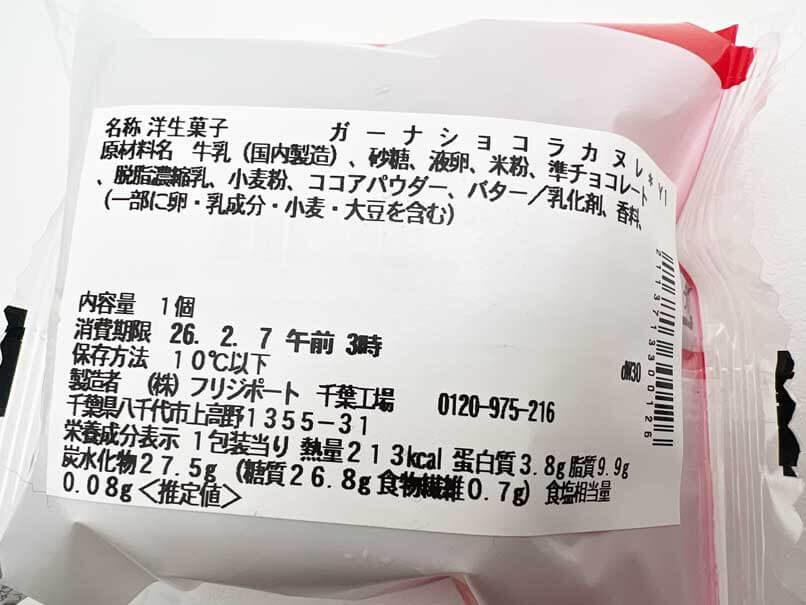 名称 洋生菓子 ガーナショコラカヌレ*YI
原材料名 牛乳（国内製造）、砂糖、液卵、米粉、準チョコレート
、脱脂濃縮乳、小麦粉、ココアパウダー、バター／乳化剤、香料、
（一部に卵・乳成分・小麦・大豆を含む）
内容量 1個
消費期限 26. 2. 7 午前 3時
保存方法 10℃以下
製造者 （株）フリジポート 千葉工場 0120-975-216
千葉県八千代市上高野1355-31
栄養成分表示 1包装当り 熱量213kcal 蛋白質3.8g 脂質9.9g
炭水化物27.5g（糖質26.8g 食物繊維0.7g） 食塩相当量
0.08g＜推定値＞
2113713300126